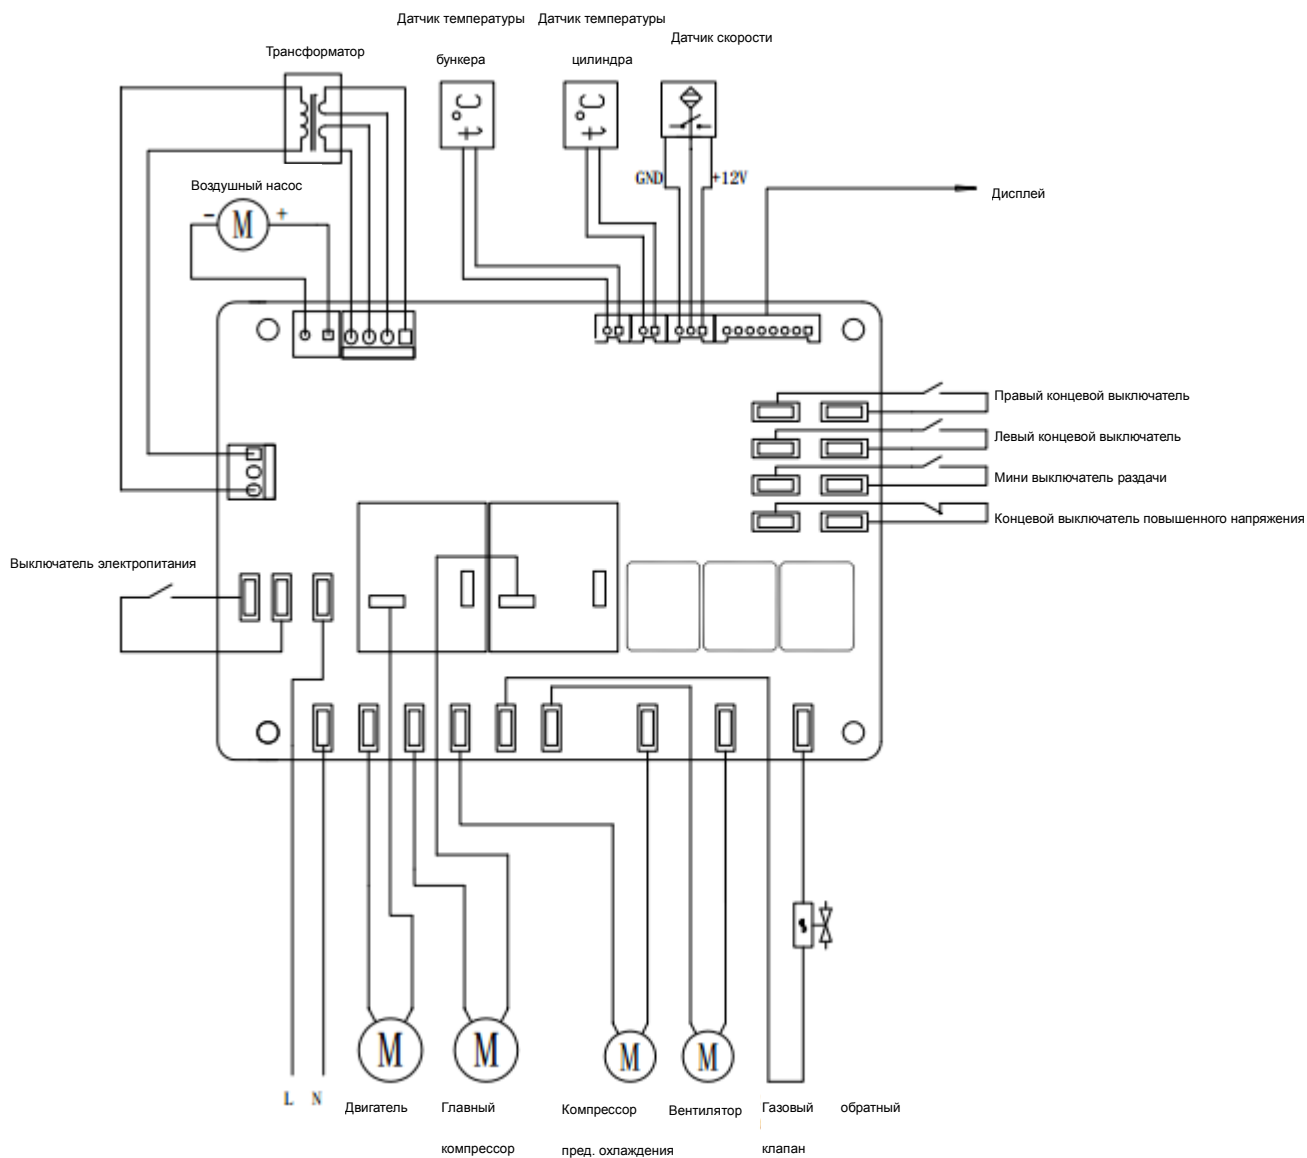 Датчик температуры Датчик температуры
Датчик скорости
Трансформатор
бункера
цилиндра
t°C
t°C
GND
+12V
Воздушный насос
Дисплей
- M +
Правый концевой выключатель
Левый концевой выключатель
Мини выключатель раздачи
Концевой выключатель повышенного напряжения
Выключатель электропитания
M M M M
L N
Двигатель Главный Компрессор Вентилятор Газовый обратный
компрессор пред. охлаждения клапан